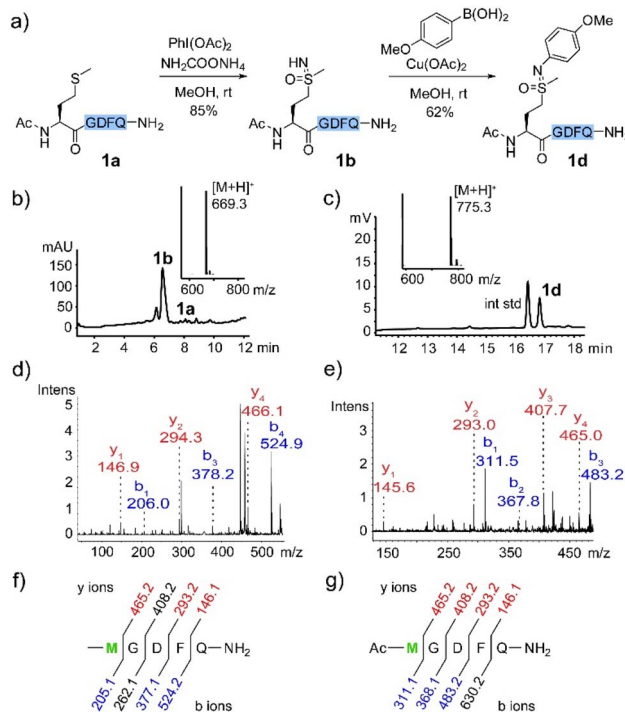 a)
PhI(OAc)2
NH2COONH4
MeOH, rt
85%
B(OH)2
MeO
Cu(OAc)2
MeOH, rt
62%
OMe
S
HN
O=S
N
O=S
Ac N H O GDFQ-NH2
1a
Ac N H O GDFQ-NH2
1b
Ac N H O GDFQ-NH
1d
b)
[M+H]+
669.3
600 800 m/z
mAU
150
100
50
0
1b
1a
2 4 6 8 10 12 min
c)
[M+H]+
775.3
600 800 m/z
mV
20
15
10
5
0
int std
1d
12 13 14 15 16 17 18 min
d)
Intens
5
4
3
2
1
0
y1
146.9
b1
206.0
y2
294.3
b3
378.2
y4
466.1
b4
524.9
100 200 300 400 500 m/z
e)
Intens
3
2
1
0
y1
145.6
y2
293.0
b1
311.5
b2
367.8
y3
407.7
y4
465.0
b3
483.2
150 250 350 450 m/z
f)
y ions
465.2
408.2
293.2
146.1
M G D F Q-NH2
205.1
262.1
377.1
524.2
b ions
g)
y ions
465.2
408.2
293.2
146.1
Ac-M G D F Q-NH2
311.1
368.1
483.2
630.2
b ions